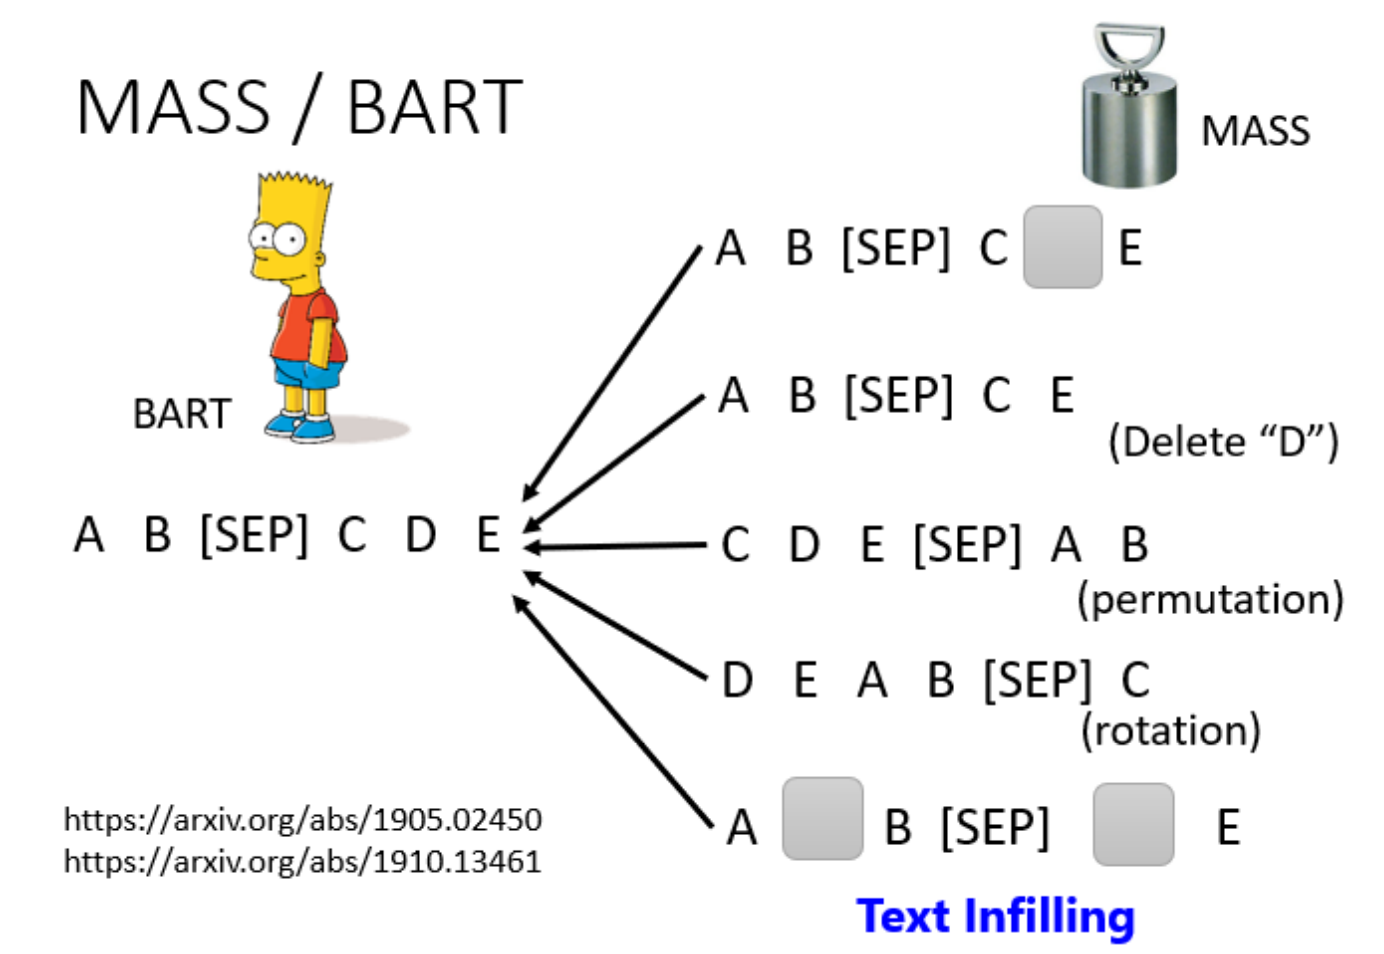 MASS / BART
MASS
BART
A B [SEP] C E
A B [SEP] C E
(Delete “D”)
A B [SEP] C D E
C D E [SEP] A B
(permutation)
D E A B [SEP] C
(rotation)
A B [SEP] E
Text Infilling
https://arxiv.org/abs/1905.02450
https://arxiv.org/abs/1910.13461